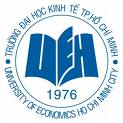 TRƯỜNG ĐẠI HỌC KINH TẾ TP.HỒ CHÍ MINH
UEH
1976
UNIVERSITY OF ECONOMICS HO CHI MINH CITY